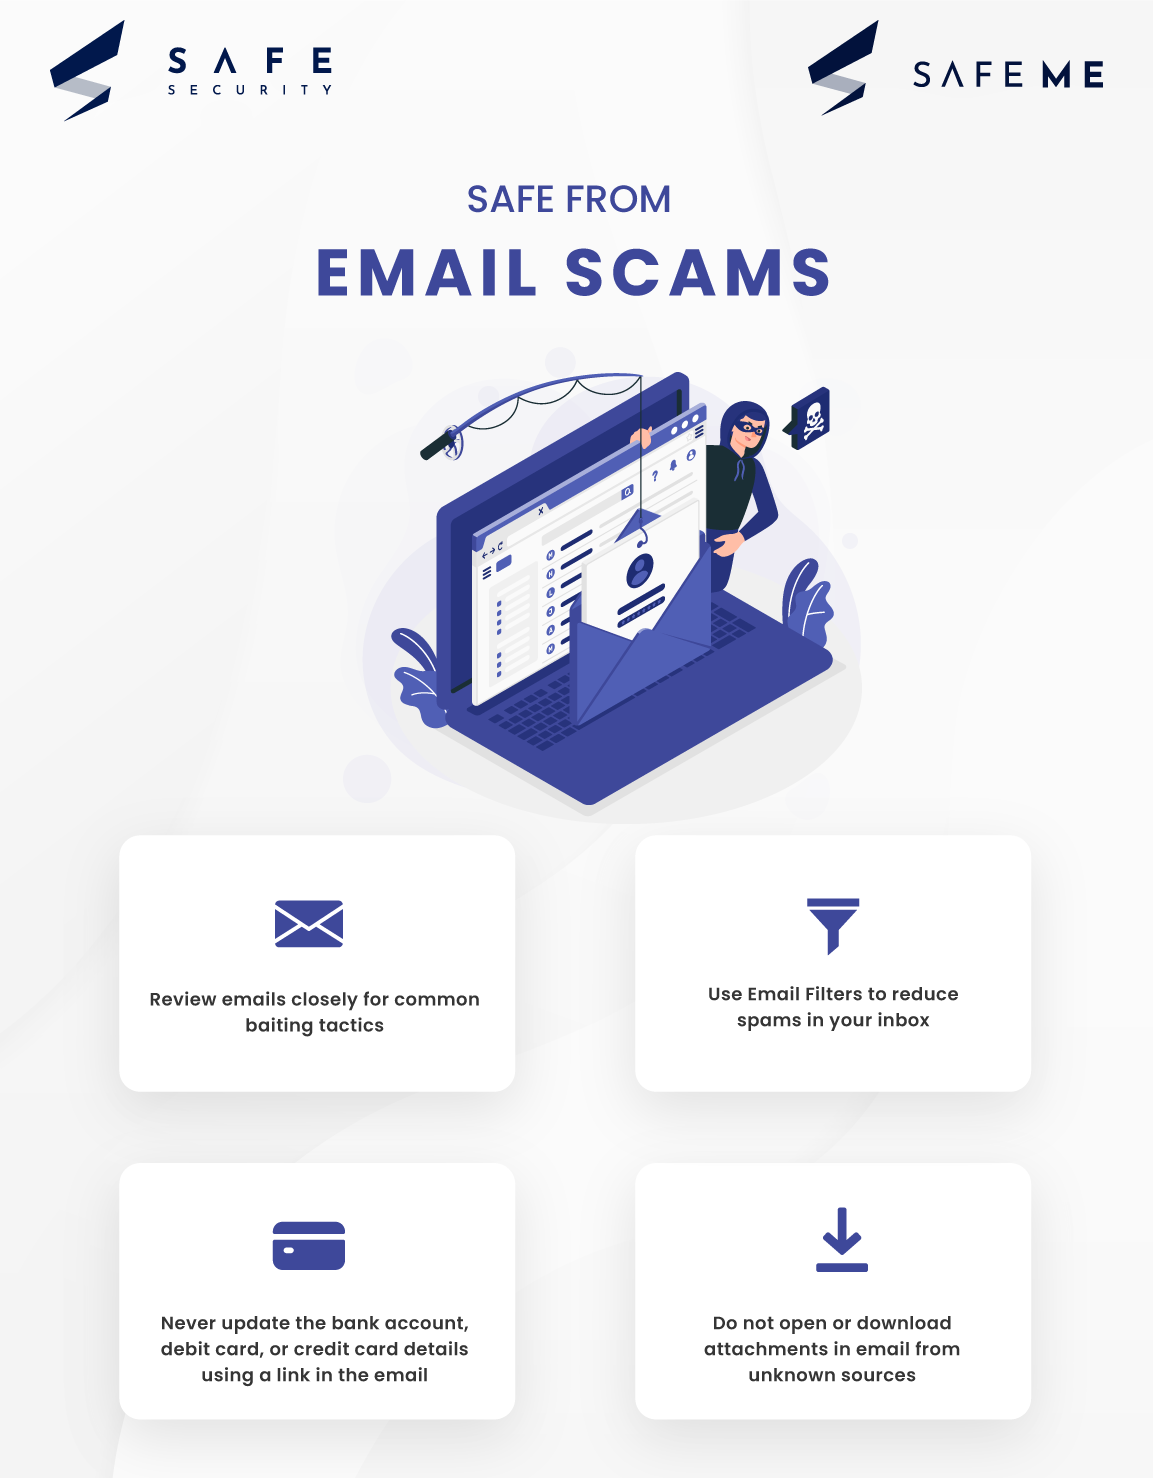 SAFE
SECURITY
SAFE ME
SAFE FROM
EMAIL SCAMS
Review emails closely for common
baiting tactics
Use Email Filters to reduce
spams in your inbox
Never update the bank account,
debit card, or credit card details
using a link in the email
Do not open or download
attachments in email from
unknown sources